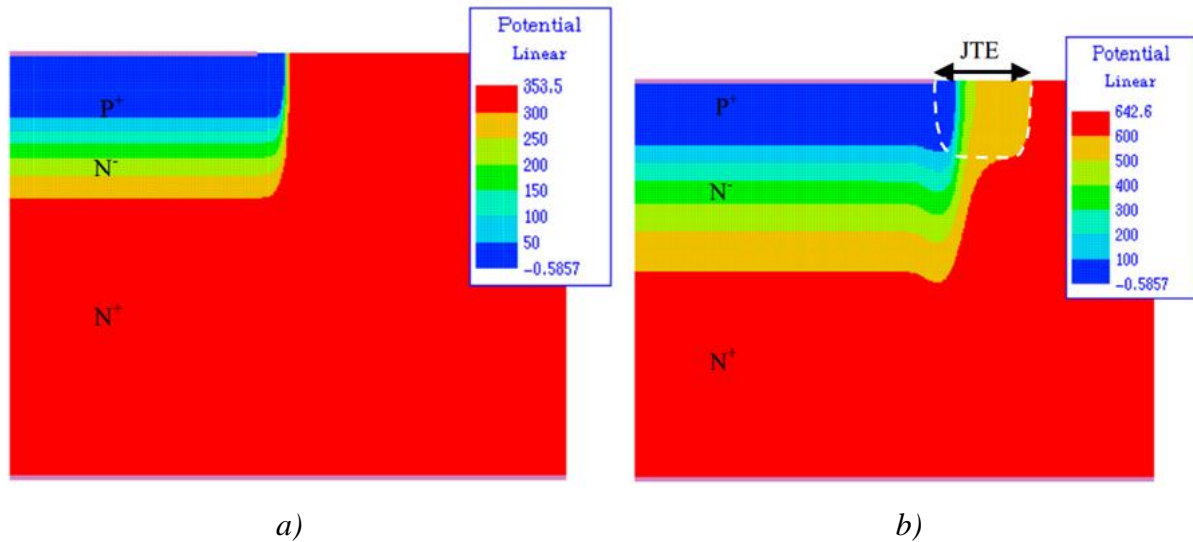 Potential
Linear
353.5
300
250
200
150
100
50
-0.5857
P+
N-
N+
a)
JTE
Potential
Linear
642.6
600
500
400
300
200
100
-0.5857
P+
N-
N+
b)